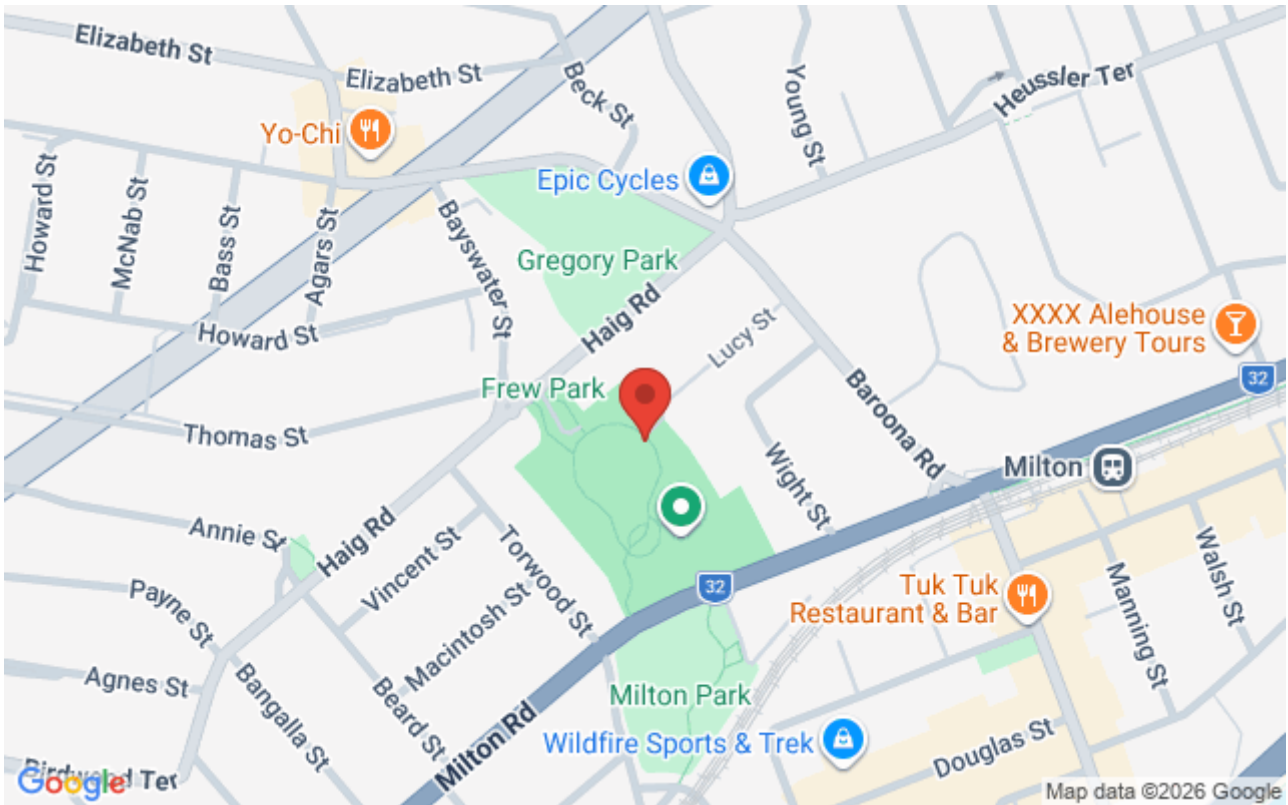 Elizabeth St
Elizabeth St
Beck St
Young St
Heussler Ter
Yo-Chi
Epic Cycles
Howard St
McNab St
Bass St
Agars St
Bayswater St
Gregory Park
Haig Rd
Howard St
Lucy St
XXXX Alehouse
& Brewery Tours
Frew Park
Baroona Rd
32
Thomas St
Wight St
Milton
Annie St
Haig Rd
Vincent St
Torwood St
Walsh St
Manning St
32
Tuk Tuk
Restaurant & Bar
Payne St
Macintosh St
Agnes St
Bangalla St
Beard St
Milton Park
Milton Rd
Wildfire Sports & Trek
Douglas St
Birdwood Ter
Google
Map data ©2026 Google